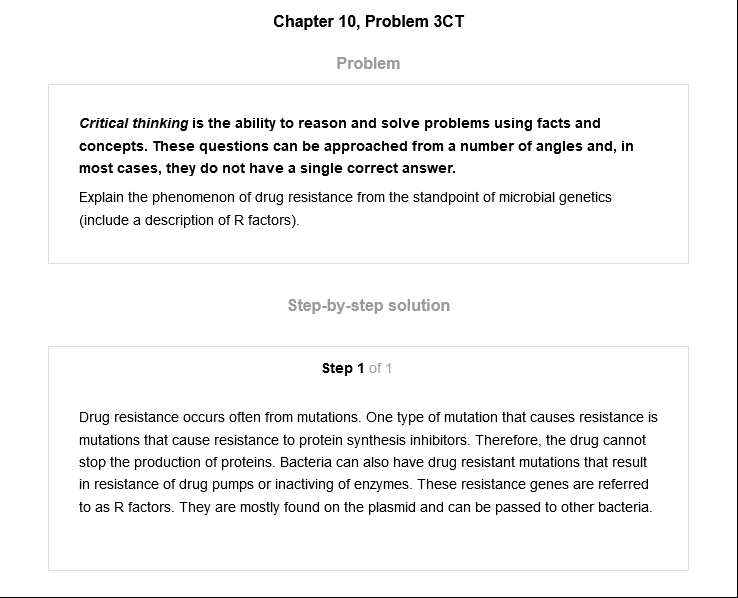 Chapter 10, Problem 3CT
Problem
Critical thinking is the ability to reason and solve problems using facts and
concepts. These questions can be approached from a number of angles and, in
most cases, they do not have a single correct answer.
Explain the phenomenon of drug resistance from the standpoint of microbial genetics
(include a description of R factors).
Step-by-step solution
Step 1 of 1
Drug resistance occurs often from mutations. One type of mutation that causes resistance is
mutations that cause resistance to protein synthesis inhibitors. Therefore, the drug cannot
stop the production of proteins. Bacteria can also have drug resistant mutations that result
in resistance of drug pumps or inactiving of enzymes. These resistance genes are referred
to as R factors. They are mostly found on the plasmid and can be passed to other bacteria.